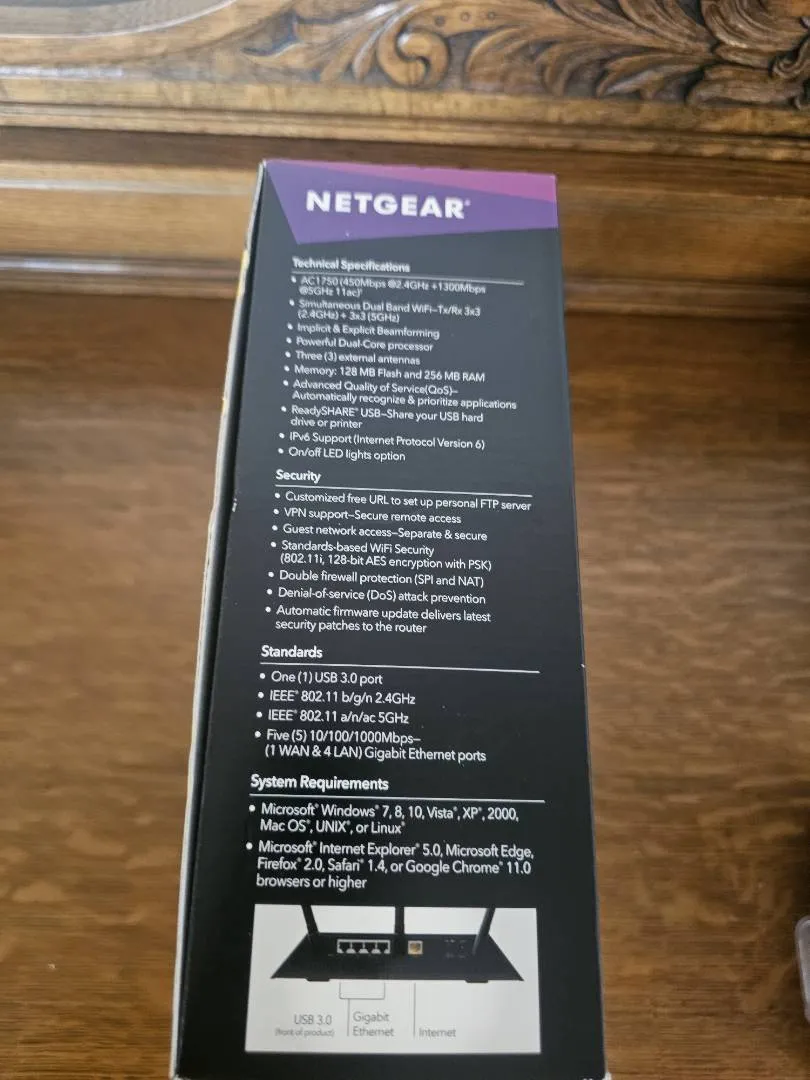 NETGEAR®
Technical Specifications
• AC1750 (450Mbps @2.4GHz +1300Mbps
@5GHz 11ac)†
• Simultaneous Dual Band WiFi—Tx/Rx 3x3
(2.4GHz) + 3x3 (5GHz)
• Implicit & Explicit Beamforming
• Powerful Dual-Core processor
• Three (3) external antennas
• Memory: 128 MB Flash and 256 MB RAM
• Advanced Quality of Service(QoS)—
Automatically recognize & prioritize applications
• ReadySHARE® USB—Share your USB hard
drive or printer
• IPv6 Support (Internet Protocol Version 6)
• On/off LED lights option
Security
• Customized free URL to set up personal FTP server
• VPN support—Secure remote access
• Guest network access—Separate & secure
• Standards-based WiFi Security
(802.11i, 128-bit AES encryption with PSK)
• Double firewall protection (SPI and NAT)
• Denial-of-service (DoS) attack prevention
• Automatic firmware update delivers latest
security patches to the router
Standards
• One (1) USB 3.0 port
• IEEE® 802.11 b/g/n 2.4GHz
• IEEE® 802.11 a/n/ac 5GHz
• Five (5) 10/100/1000Mbps—
(1 WAN & 4 LAN) Gigabit Ethernet ports
System Requirements
• Microsoft® Windows® 7, 8, 10, Vista®, XP®, 2000,
Mac OS®, UNIX®, or Linux®
• Microsoft® Internet Explorer® 5.0, Microsoft Edge,
Firefox® 2.0, Safari® 1.4, or Google Chrome™ 11.0
browsers or higher
USB 3.0
(front of product)
Gigabit
Ethernet
Internet